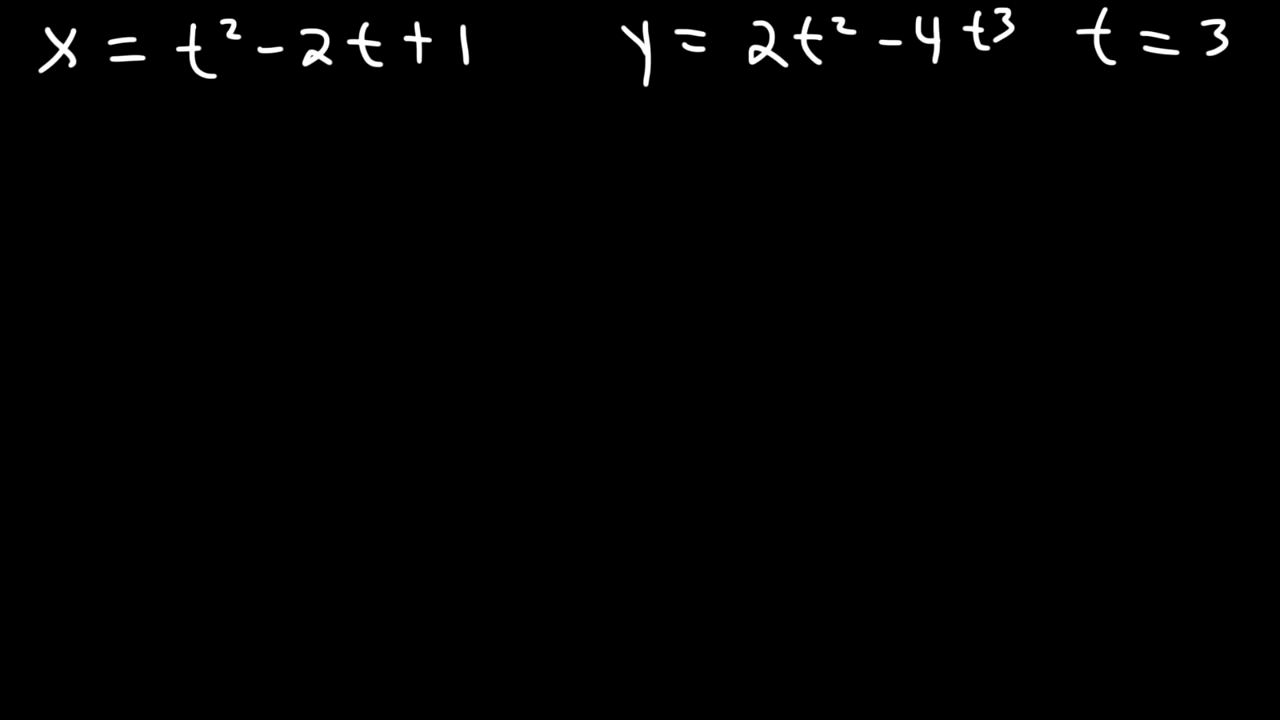 x = t² - 2t + 1 y = 2t² - 4t³ t = 3